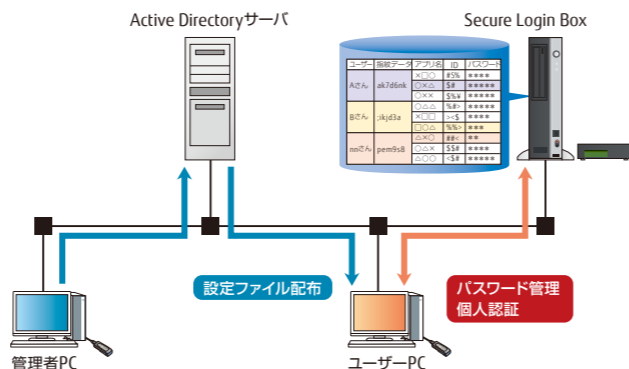 Active Directoryサーバ
Secure Login Box
ユーザー 指紋データ アプリ名 ID パスワード
×□○ #$% ****
Aさん ak7d6nk ○×△ $# *****
○×× $%¥ *****
○△△ %#> *****
Bさん ;ikjd3a ×□□ ><$ ****
□○△ %%> ***
△×○ ##< **
nnさん pem9s8 ○△× $$# ****
△○○ <$# *****
設定ファイル配布
パスワード管理
個人認証
管理者PC
ユーザーPC